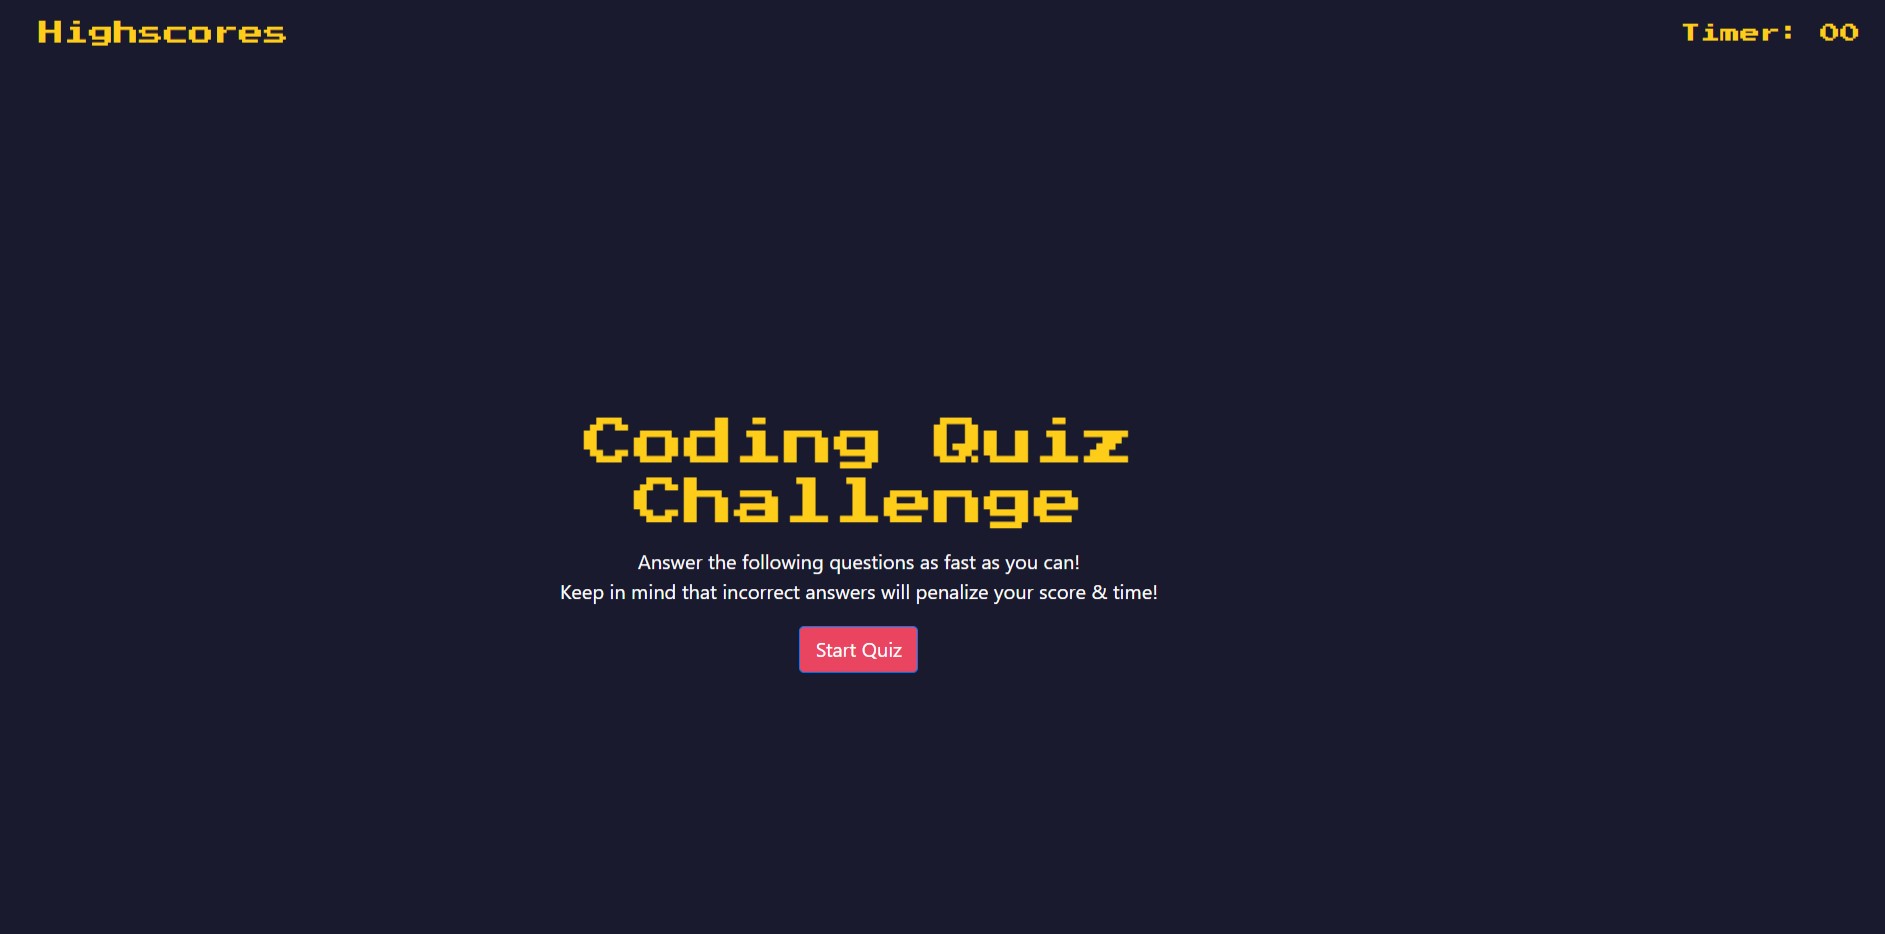 Highscores
Timer: 00
Coding Quiz
Challenge
Answer the following questions as fast as you can!
Keep in mind that incorrect answers will penalize your score & time!
Start Quiz